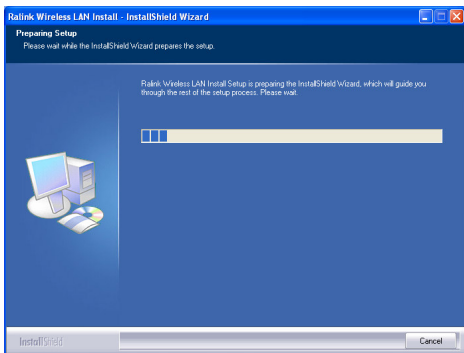 Ralink Wireless LAN Install - InstallShield Wizard
Preparing Setup
Please wait while the InstallShield Wizard prepares the setup.
Ralink Wireless LAN Install Setup is preparing the InstallShield Wizard, which will guide you
through the rest of the setup process. Please wait.
InstallShield
Cancel